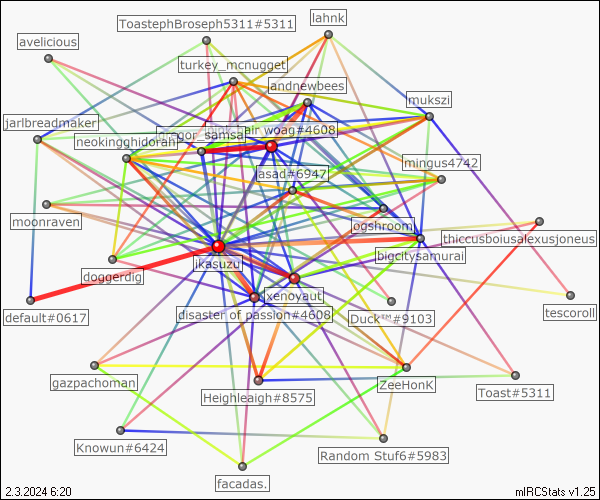 lahnk
ToastephBroseph5311#5311
avelicious
turkey_mcnugget
andnewbees
mukszi
jarlbreadmaker
air woag#4608
gregor_samsa
neokingghidorah
mingus4742
asad#6947
moonraven
ogshroom
thiccusboiusalexusjoneus
bigcitysamurai
doggerdig
jkasuzu
xenovaut
tescoroll
default#0617
disaster of passion#4608
Duck™#9103
gazpachoman
ZeeHonK
Toast#5311
Heighleaigh#8575
Knowun#6424
Random Stuf6#5983
facadas.
2.3.2024 6:20
mIRCStats v1.25